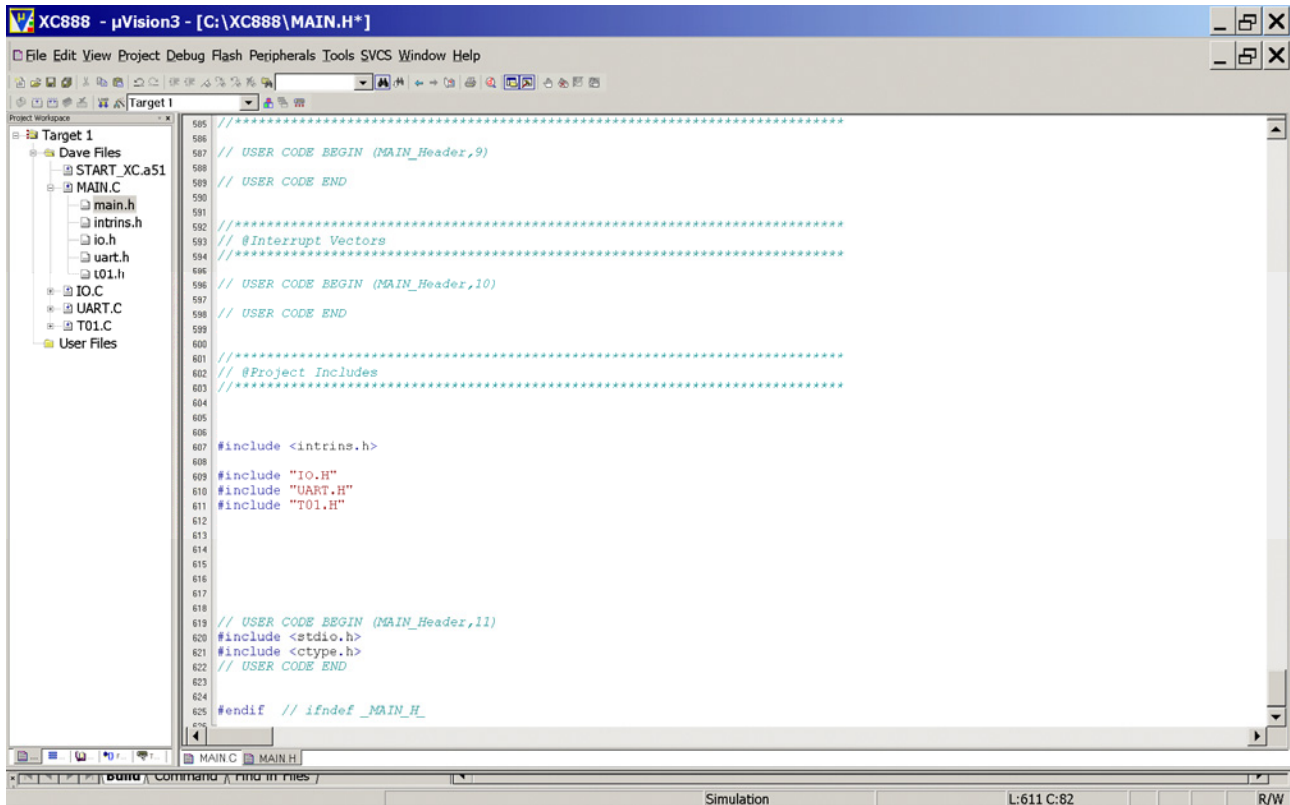 XC888 - µVision3 - [C:\XC888\MAIN.H*]
File Edit View Project Debug Flash Peripherals Tools SVCS Window Help
Target 1
Project Workspace
Target 1
Dave Files
START_XC.a51
MAIN.C
main.h
intrins.h
io.h
uart.h
t01.h
IO.C
UART.C
T01.C
User Files
585 //****************************************************************************
586
587 // USER CODE BEGIN (MAIN_Header,9)
588
589 // USER CODE END
590
591
592 //****************************************************************************
593 // @Interrupt Vectors
594 //****************************************************************************
595
596 // USER CODE BEGIN (MAIN_Header,10)
597
598 // USER CODE END
599
600
601 //****************************************************************************
602 // @Project Includes
603 //****************************************************************************
604
605
606
607 #include <intrins.h>
608
609 #include "IO.H"
610 #include "UART.H"
611 #include "T01.H"
612
613
614
615
616
617
618
619 // USER CODE BEGIN (MAIN_Header,11)
620 #include <stdio.h>
621 #include <ctype.h>
622 // USER CODE END
623
624
625 #endif // ifndef _MAIN_H_
626
MAIN.C MAIN.H
Build Command Find in Files
Simulation L:611 C:82 R/W